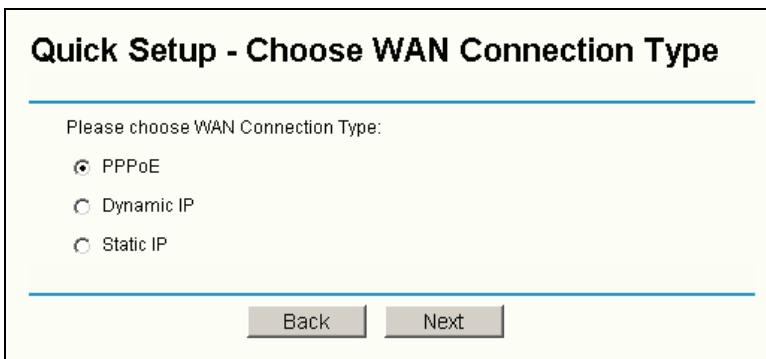 Quick Setup - Choose WAN Connection Type
Please choose WAN Connection Type:
PPPoE
Dynamic IP
Static IP
Back Next